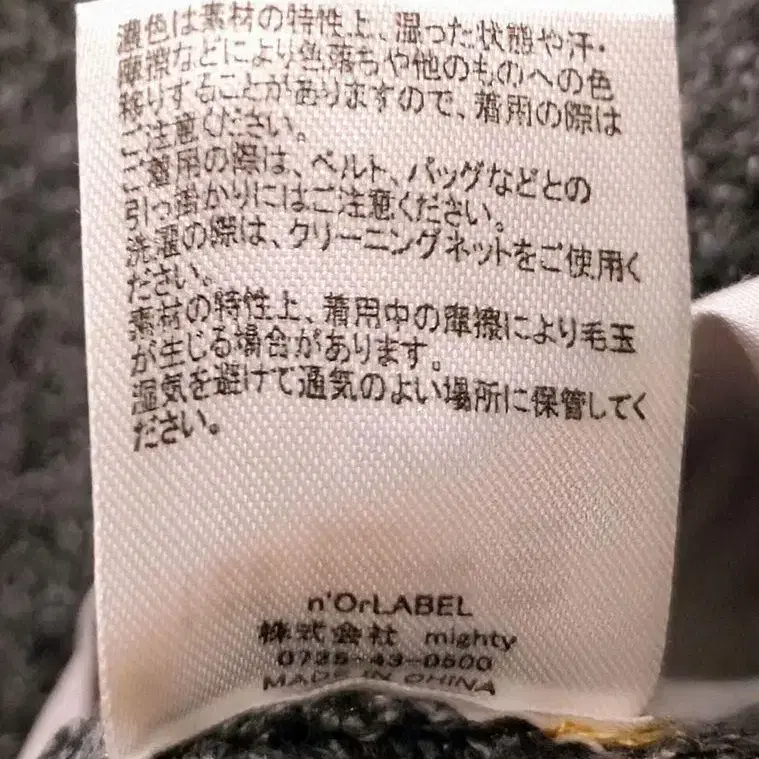 濃色は素材の特性上、湿った状態や汗・
摩擦などにより色落ちや他のものへの色
移りすることがありますので、着用の際は
ご注意ください。
ご着用の際は、ベルト、バッグなどとの
引っ掛かりにはご注意ください。
洗濯の際は、クリーニングネットをご使用く
ださい。
素材の特性上、着用中の摩擦により毛玉
が生じる場合があります。
湿気を避けて通気のよい場所に保管してく
ださい。
n'OrLABEL
株式会社 mighty
0725-43-0500
MADE IN CHINA